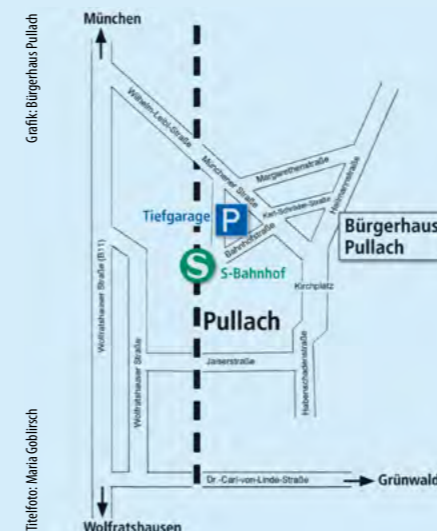 München
Grafik: Bürgerhaus Pullach
Wilhelm-Leibl-Straße
Münchener Straße
Margarethenstraße
Tiefgarage
P
Karl-Schröder-Straße
Heilmannstraße
Bahnhofstraße
Bürgerhaus
Pullach
S
S-Bahnhof
Kirchplatz
Wolfratshauser Straße (B11)
Wolfratshauser Straße
Pullach
Jaiserstraße
Habenschadenstraße
Titelfoto: Maria Goblirsch
Dr.-Carl-von-Linde-Straße
Grünwald
Wolfratshausen